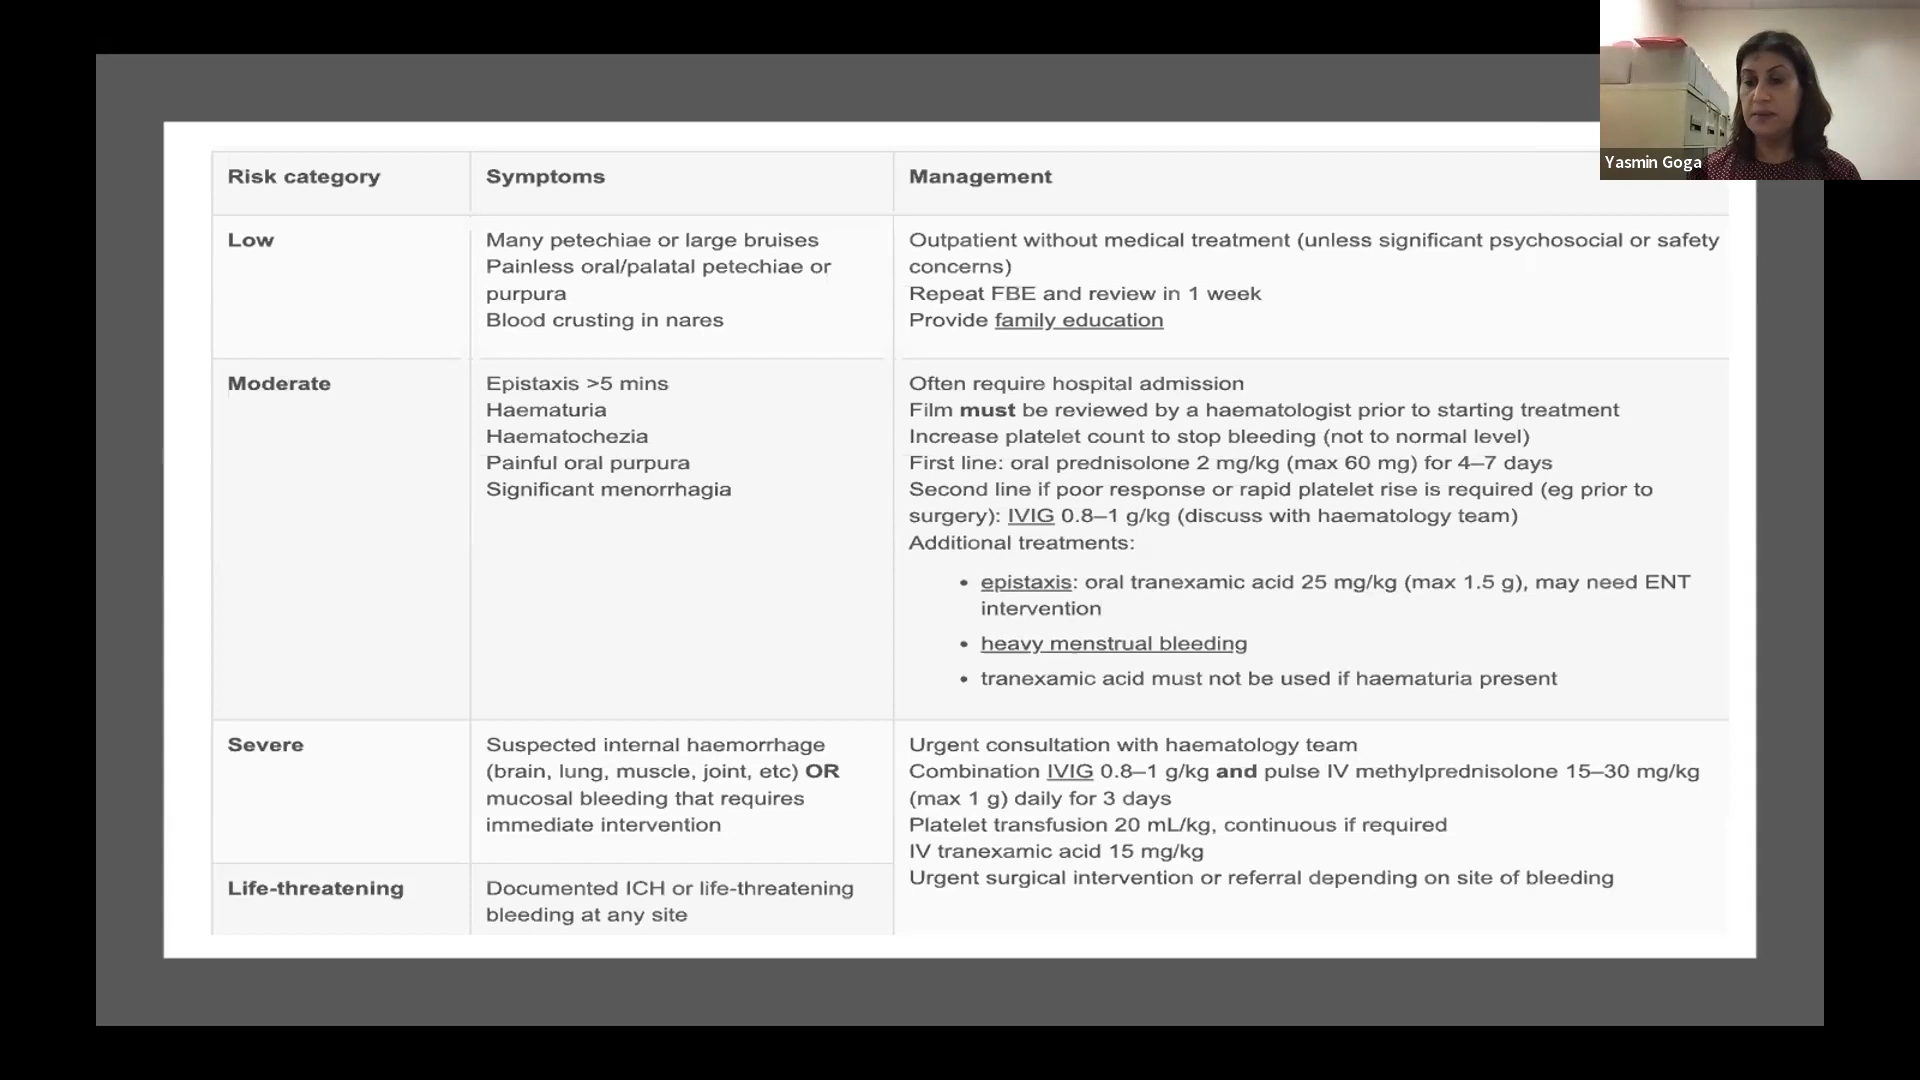 Yasmin Goga
Risk category
Symptoms
Management
Low
Many petechiae or large bruises
Painless oral/palatal petechiae or
purpura
Blood crusting in nares
Outpatient without medical treatment (unless significant psychosocial or safety
concerns)
Repeat FBE and review in 1 week
Provide family education
Moderate
Epistaxis >5 mins
Haematuria
Haematochezia
Painful oral purpura
Significant menorrhagia
Often require hospital admission
Film must be reviewed by a haematologist prior to starting treatment
Increase platelet count to stop bleeding (not to normal level)
First line: oral prednisolone 2 mg/kg (max 60 mg) for 4–7 days
Second line if poor response or rapid platelet rise is required (eg prior to
surgery): IVIG 0.8–1 g/kg (discuss with haematology team)
Additional treatments:
• epistaxis: oral tranexamic acid 25 mg/kg (max 1.5 g), may need ENT
intervention
• heavy menstrual bleeding
• tranexamic acid must not be used if haematuria present
Severe
Suspected internal haemorrhage
(brain, lung, muscle, joint, etc) OR
mucosal bleeding that requires
immediate intervention
Urgent consultation with haematology team
Combination IVIG 0.8–1 g/kg and pulse IV methylprednisolone 15–30 mg/kg
(max 1 g) daily for 3 days
Platelet transfusion 20 mL/kg, continuous if required
IV tranexamic acid 15 mg/kg
Urgent surgical intervention or referral depending on site of bleeding
Life-threatening
Documented ICH or life-threatening
bleeding at any site